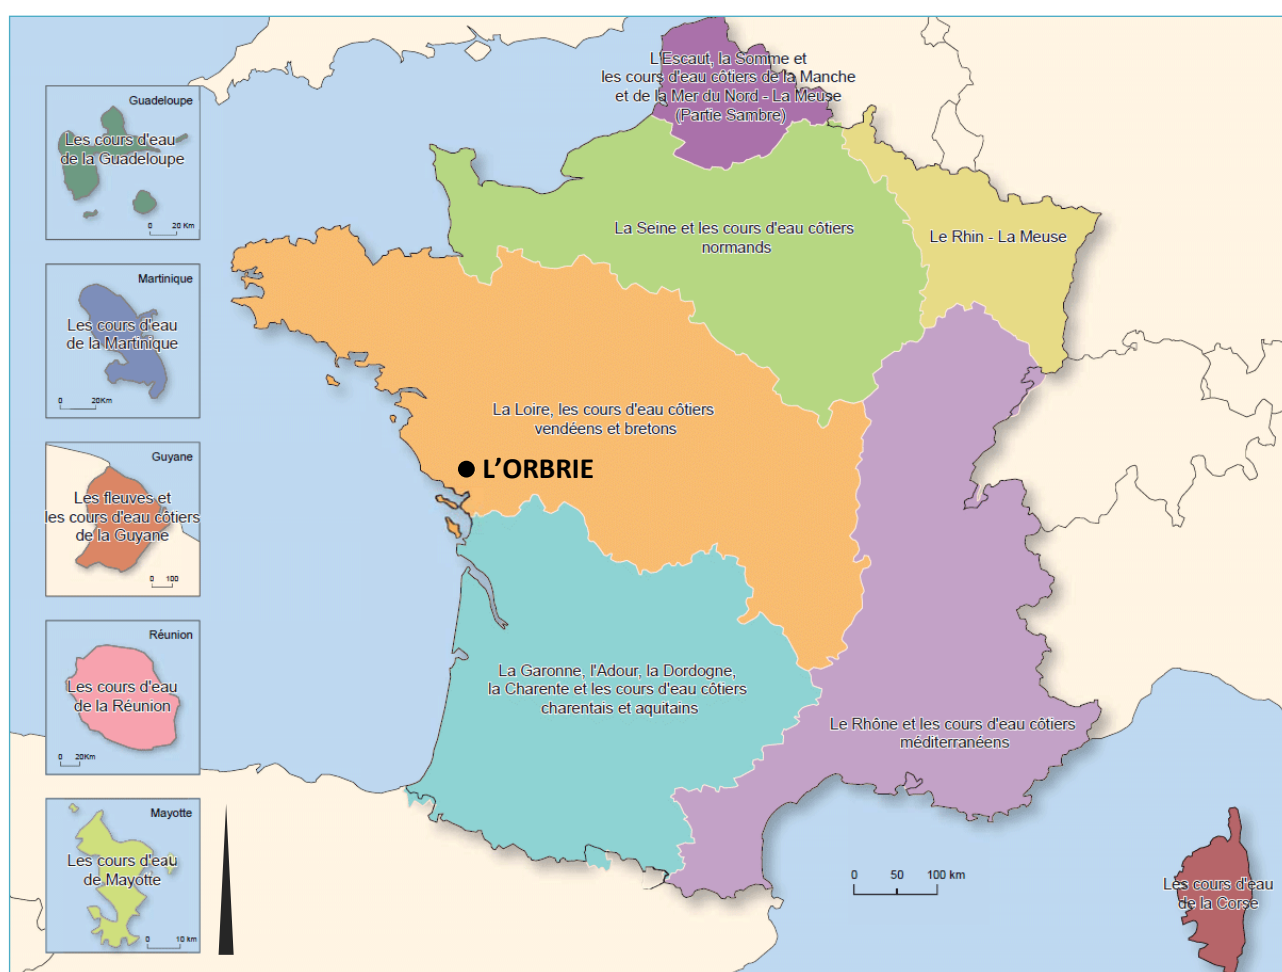 Guadeloupe
Les cours d'eau
de la Guadeloupe
0 20 Km
Martinique
Les cours d'eau
de la Martinique
0 20Km
Guyane
Les fleuves et
les cours d'eau côtiers
de la Guyane
0 100
Réunion
Les cours d'eau
de la Réunion
0 20Km
Mayotte
Les cours d'eau
de Mayotte
0 10 km
L'Escaut, la Somme et
les cours d'eau côtiers de la Manche
et de la Mer du Nord - La Meuse
(Partie Sambre)
La Seine et les cours d'eau côtiers
normands
Le Rhin - La Meuse
La Loire, les cours d'eau côtiers
vendéens et bretons
L'ORBRIE
La Garonne, l'Adour, la Dordogne,
la Charente et les cours d'eau côtiers
charentais et aquitains
Le Rhône et les cours d'eau côtiers
méditerranéens
0 50 100 km
Les cours d'eau
de la Corse